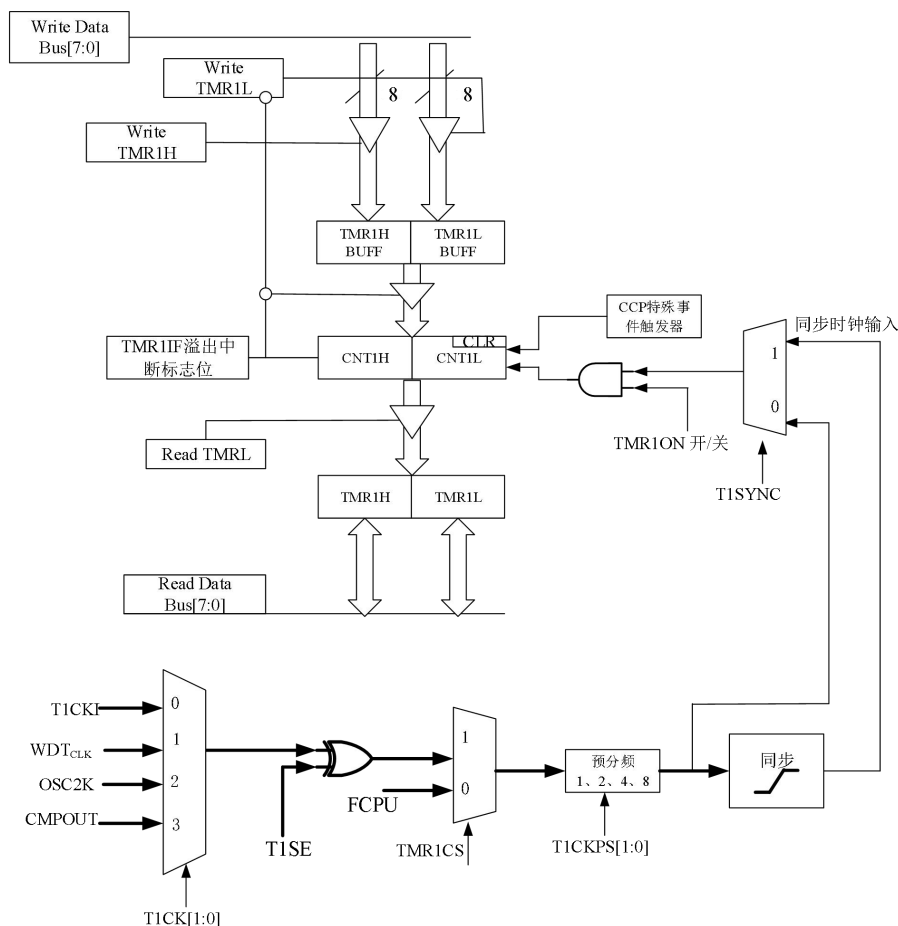 Write Data
Bus[7:0]
Write
TMR1L
8
8
Write
TMR1H
TMR1H
BUFF
TMR1L
BUFF
CCP特殊事
件触发器
同步时钟输入
CLR
TMR1IF溢出中
断标志位
CNT1H
CNT1L
1
0
TMR1ON 开/关
Read TMRL
T1SYNC
TMR1H
TMR1L
Read Data
Bus[7:0]
T1CKI
WDTCLK
OSC2K
CMPOUT
0
1
2
3
T1SE
FCPU
1
0
TMR1CS
预分频
1、2、4、8
T1CKPS[1:0]
同步
T1CK[1:0]